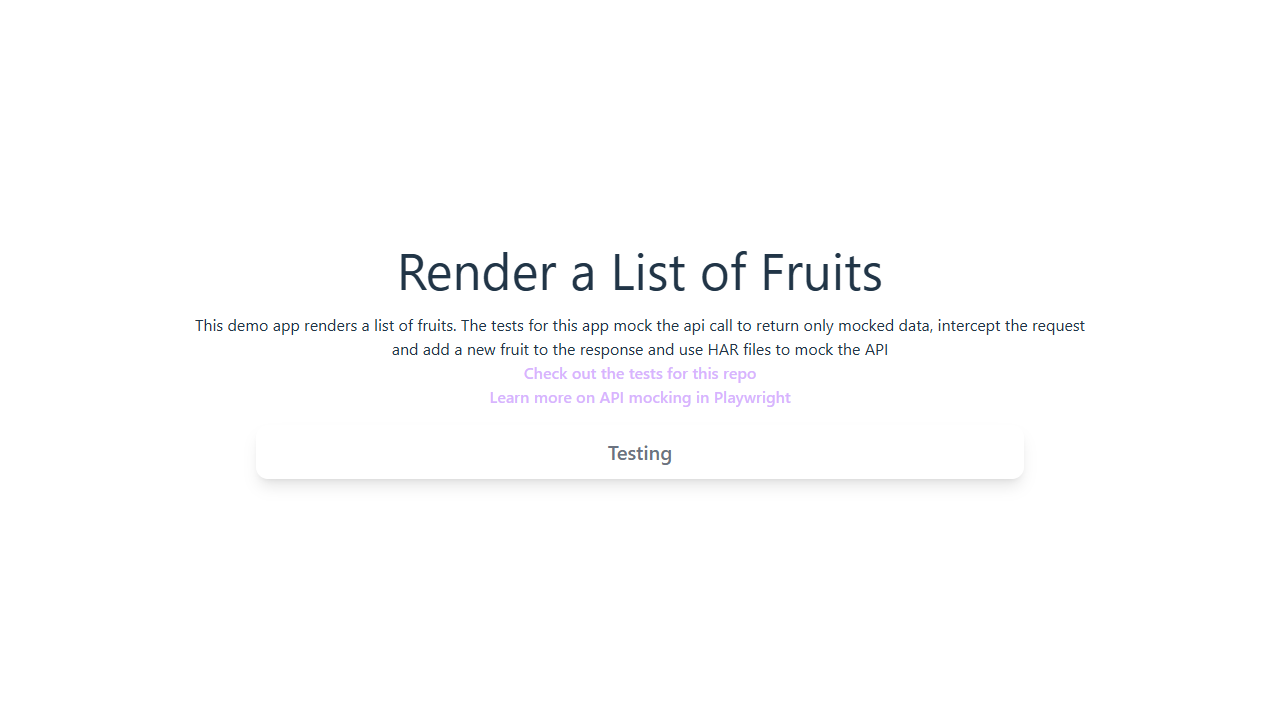 Render a List of Fruits
This demo app renders a list of fruits. The tests for this app mock the api call to return only mocked data, intercept the request
and add a new fruit to the response and use HAR files to mock the API
Check out the tests for this repo
Learn more on API mocking in Playwright
Testing